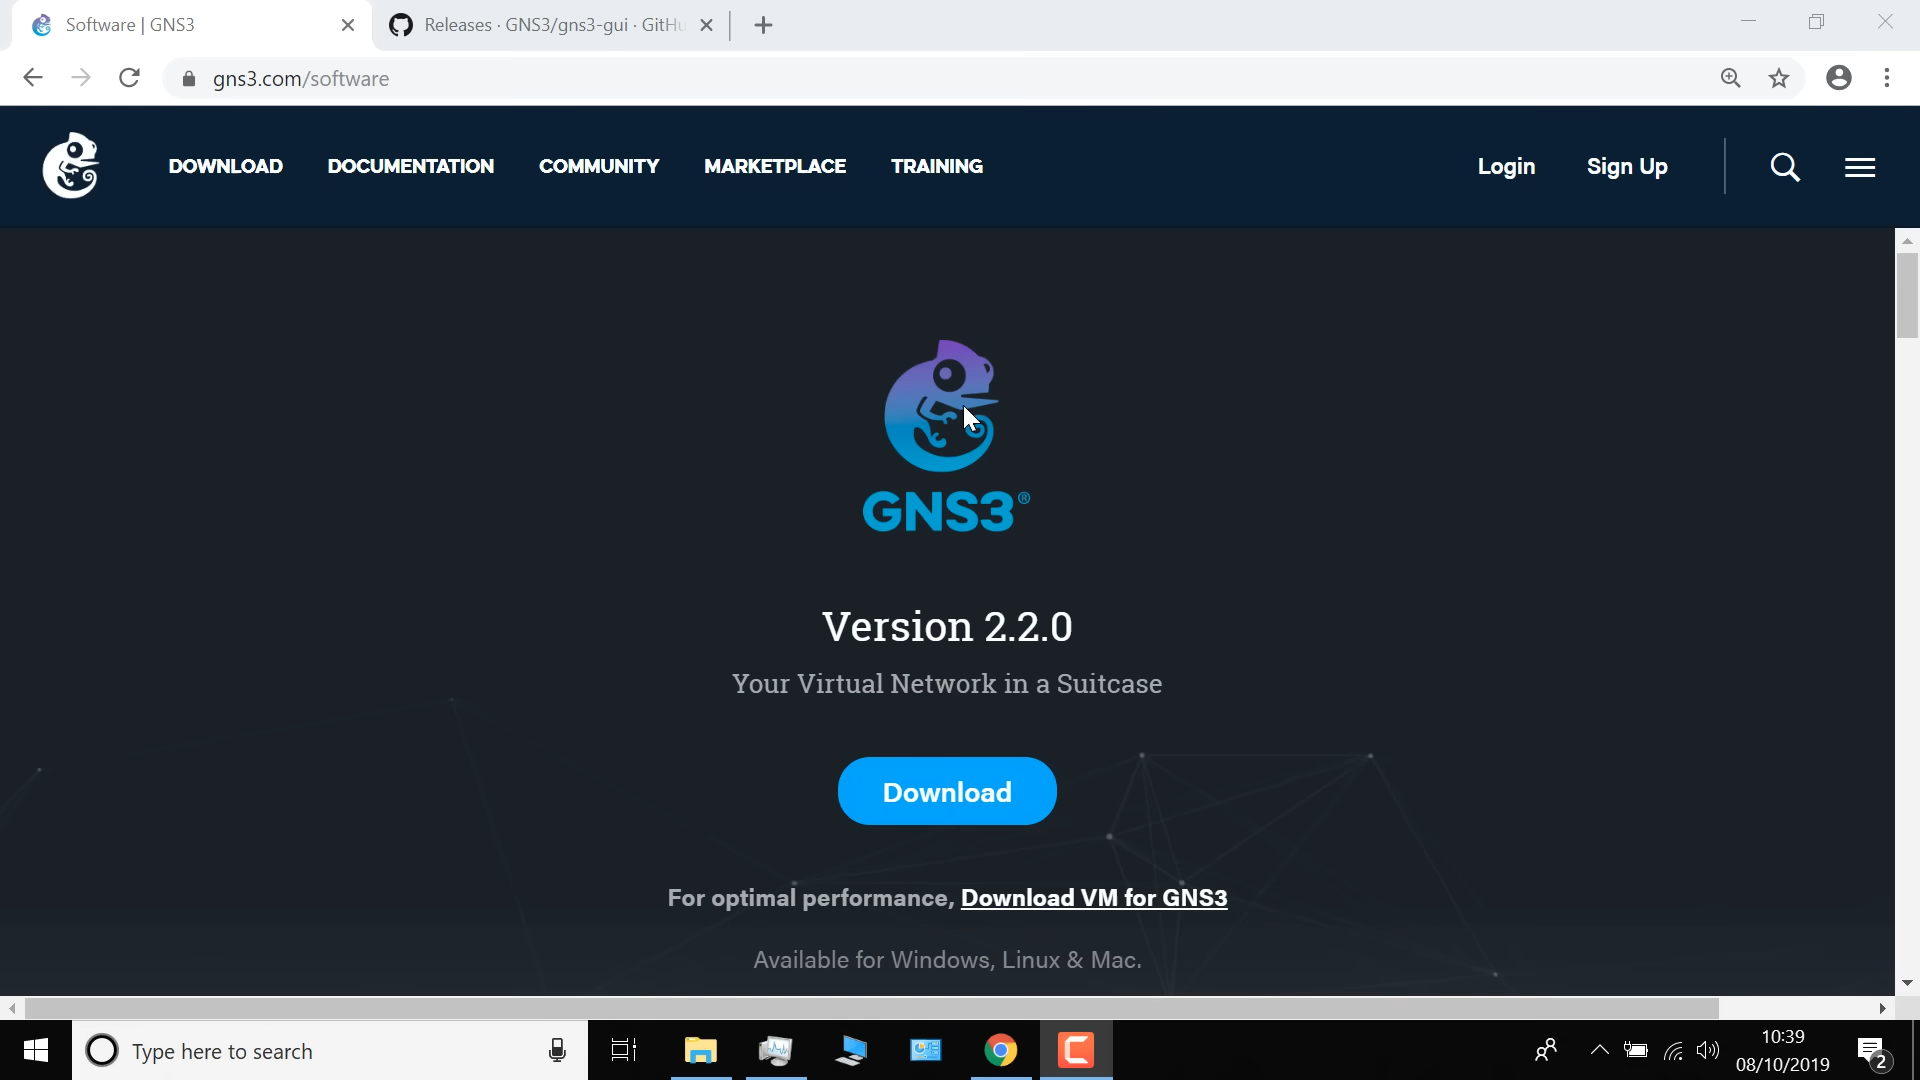 Software | GNS3
Releases · GNS3/gns3-gui · GitHu
gns3.com/software
DOWNLOAD DOCUMENTATION COMMUNITY MARKETPLACE TRAINING
Login Sign Up
GNS3®
Version 2.2.0
Your Virtual Network in a Suitcase
Download
For optimal performance, Download VM for GNS3
Available for Windows, Linux & Mac.
Type here to search
10:39
08/10/2019
2